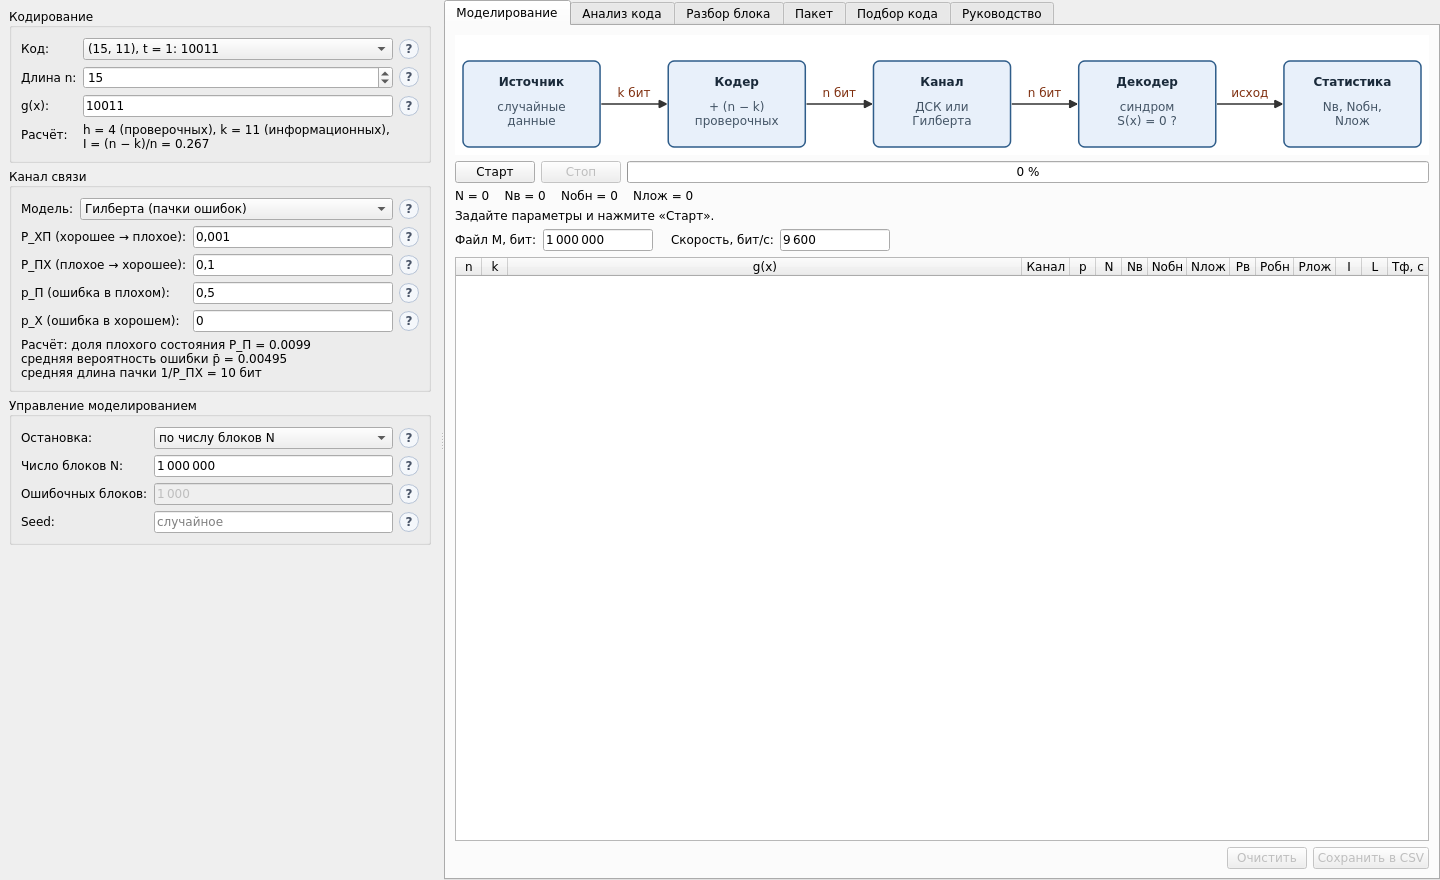 Кодирование
Код: (15, 11), t = 1: 10011 ?
Длина n: 15 ?
g(x): 10011 ?
Расчёт: h = 4 (проверочных), k = 11 (информационных),
I = (n − k)/n = 0.267
Канал связи
Модель: Гилберта (пачки ошибок) ?
P_ХП (хорошее → плохое): 0,001 ?
P_ПХ (плохое → хорошее): 0,1 ?
p_П (ошибка в плохом): 0,5 ?
p_Х (ошибка в хорошем): 0 ?
Расчёт: доля плохого состояния P_П = 0.0099
средняя вероятность ошибки p̄ = 0.00495
средняя длина пачки 1/P_ПХ = 10 бит
Управление моделированием
Остановка: по числу блоков N ?
Число блоков N: 1 000 000 ?
Ошибочных блоков: 1 000 ?
Seed: случайное ?
Моделирование Анализ кода Разбор блока Пакет Подбор кода Руководство
Источник
случайные
данные
k бит
Кодер
+ (n − k)
проверочных
n бит
Канал
ДСК или
Гилберта
n бит
Декодер
синдром
S(x) = 0 ?
исход
Статистика
Nв, Nобн,
Nлож
Старт Стоп 0 %
N = 0 Nв = 0 Nобн = 0 Nлож = 0
Задайте параметры и нажмите «Старт».
Файл M, бит: 1 000 000 Скорость, бит/с: 9 600
n k g(x) Канал p N Nв Nобн Nлож Pв Pобн Pлож I L Tф, с
Очистить Сохранить в CSV